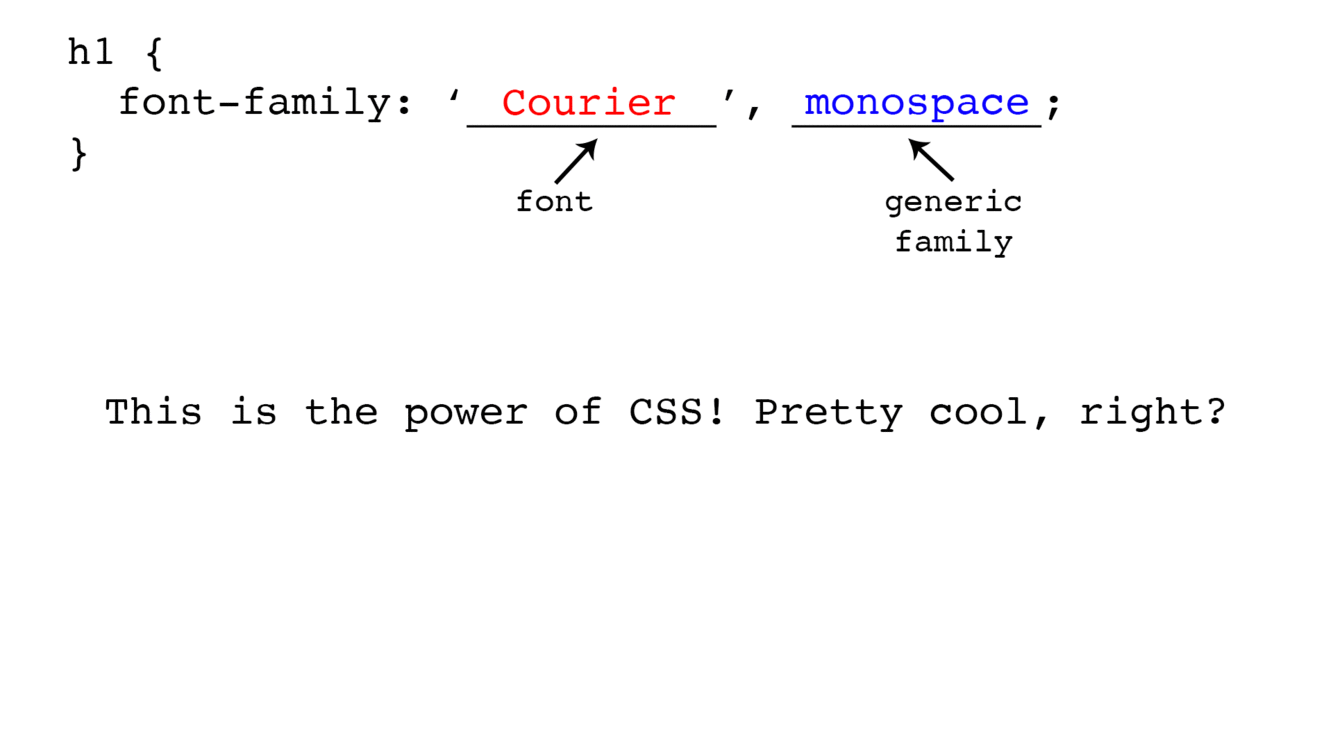 h1 {
font-family: ‘ Courier ’, monospace;
}
font
generic
family
This is the power of CSS! Pretty cool, right?